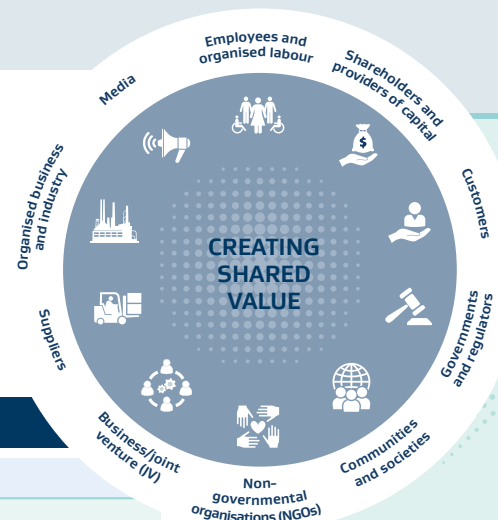 Employees and
organised labour
Shareholders and
providers of capital
Customers
Governments
and regulators
Communities
and societies
Non-
governmental
organisations (NGOs)
Business/joint
venture (JV)
Suppliers
Organised business
and industry
Media
$
CREATING
SHARED
VALUE